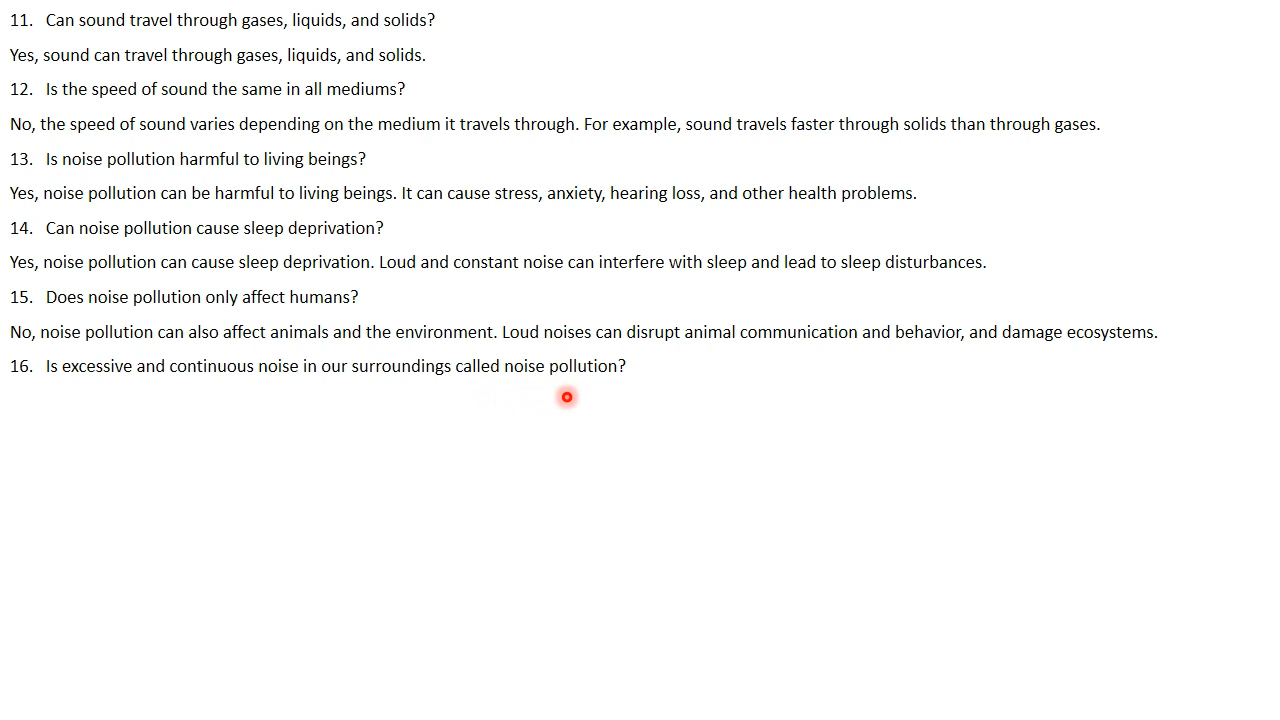 11. Can sound travel through gases, liquids, and solids?
Yes, sound can travel through gases, liquids, and solids.
12. Is the speed of sound the same in all mediums?
No, the speed of sound varies depending on the medium it travels through. For example, sound travels faster through solids than through gases.
13. Is noise pollution harmful to living beings?
Yes, noise pollution can be harmful to living beings. It can cause stress, anxiety, hearing loss, and other health problems.
14. Can noise pollution cause sleep deprivation?
Yes, noise pollution can cause sleep deprivation. Loud and constant noise can interfere with sleep and lead to sleep disturbances.
15. Does noise pollution only affect humans?
No, noise pollution can also affect animals and the environment. Loud noises can disrupt animal communication and behavior, and damage ecosystems.
16. Is excessive and continuous noise in our surroundings called noise pollution?